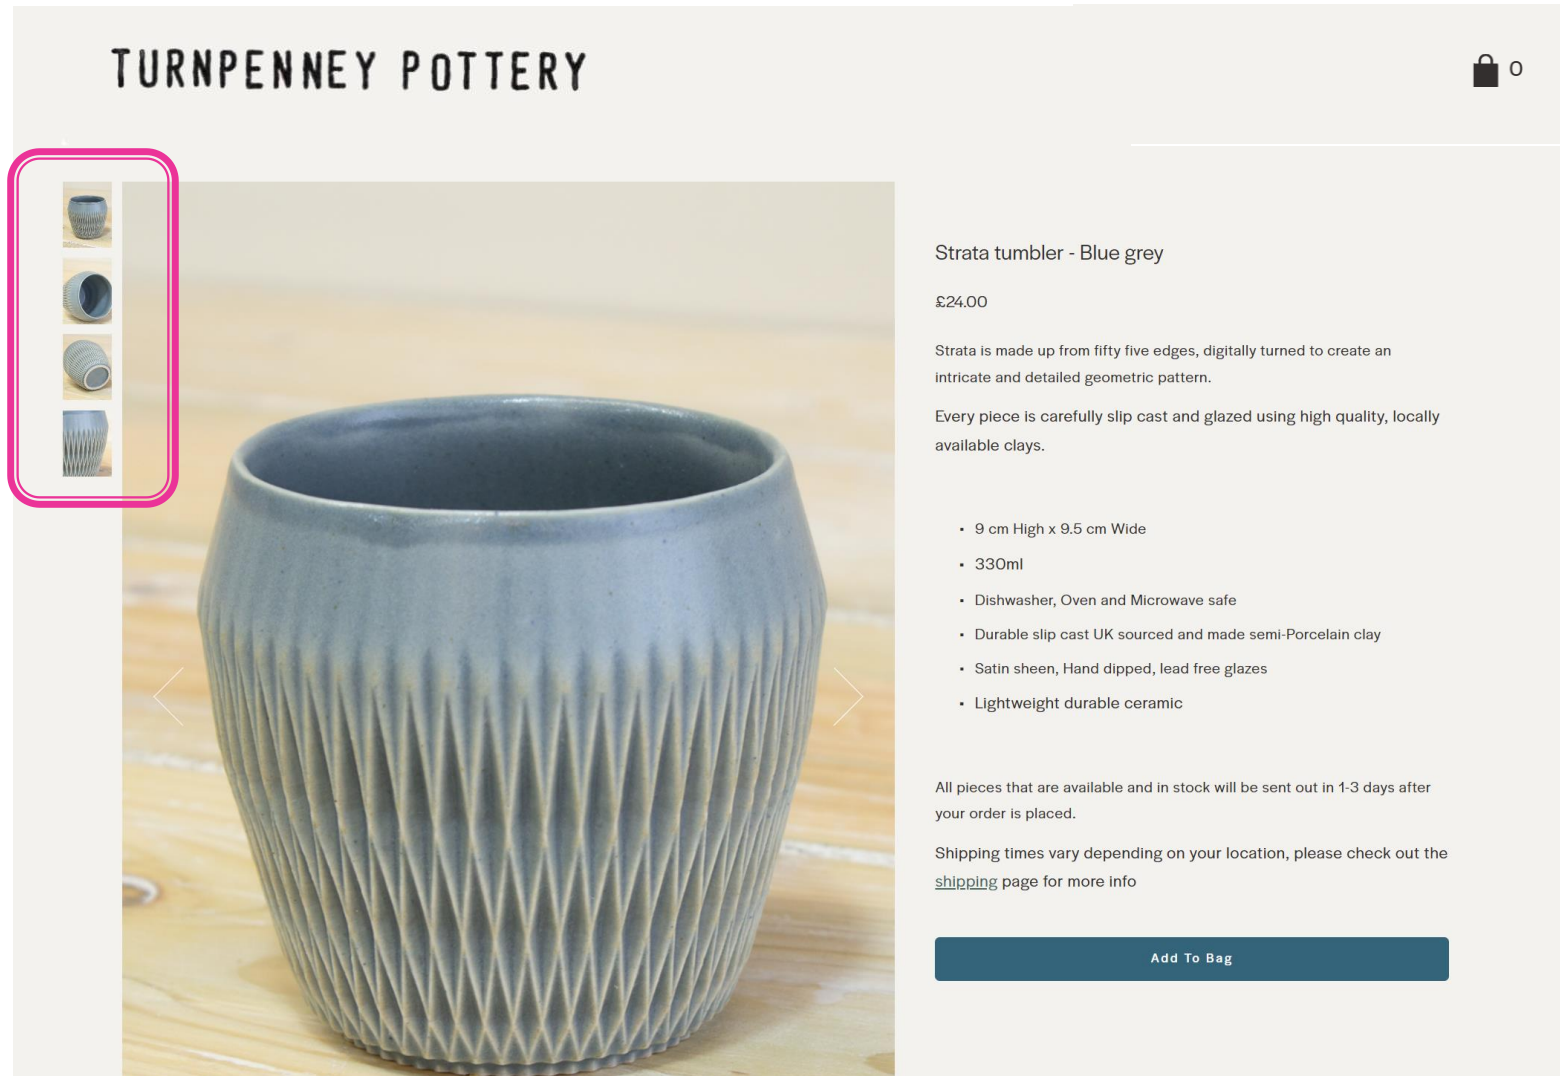 TURNPENNEY POTTERY
0
Strata tumbler - Blue grey
£24.00
Strata is made up from fifty five edges, digitally turned to create an
intricate and detailed geometric pattern.
Every piece is carefully slip cast and glazed using high quality, locally
available clays.
• 9 cm High x 9.5 cm Wide
• 330ml
• Dishwasher, Oven and Microwave safe
• Durable slip cast UK sourced and made semi-Porcelain clay
• Satin sheen, Hand dipped, lead free glazes
• Lightweight durable ceramic
All pieces that are available and in stock will be sent out in 1-3 days after
your order is placed.
Shipping times vary depending on your location, please check out the
shipping page for more info
Add To Bag